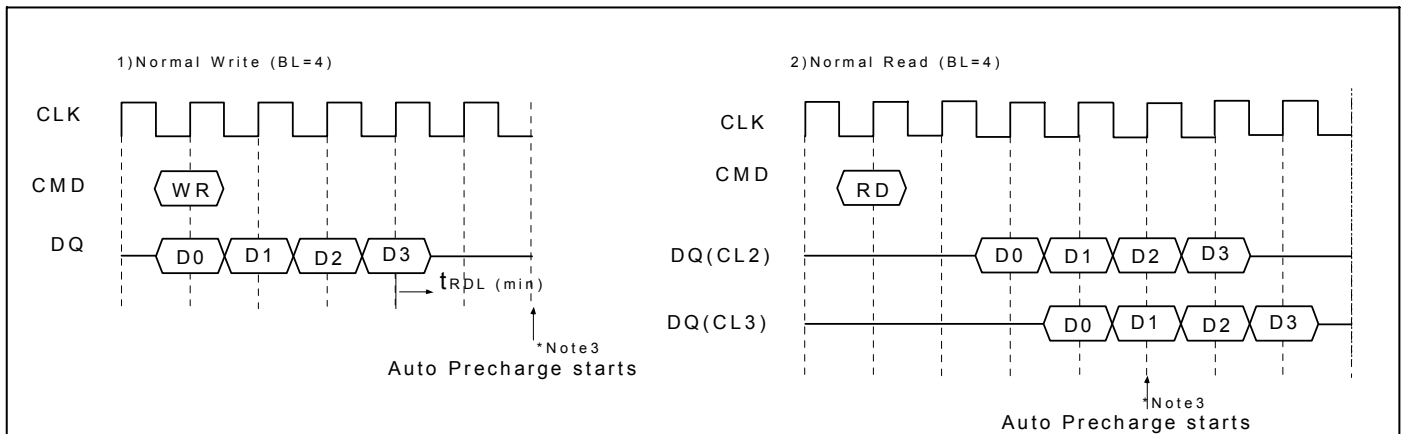 1)Normal Write (BL=4)
CLK
CMD
WR
DQ
D0 D1 D2 D3
tRDL (min)
*Note3
Auto Precharge starts
2)Normal Read (BL=4)
CLK
CMD
RD
DQ(CL2)
D0 D1 D2 D3
DQ(CL3)
D0 D1 D2 D3
*Note3
Auto Precharge starts